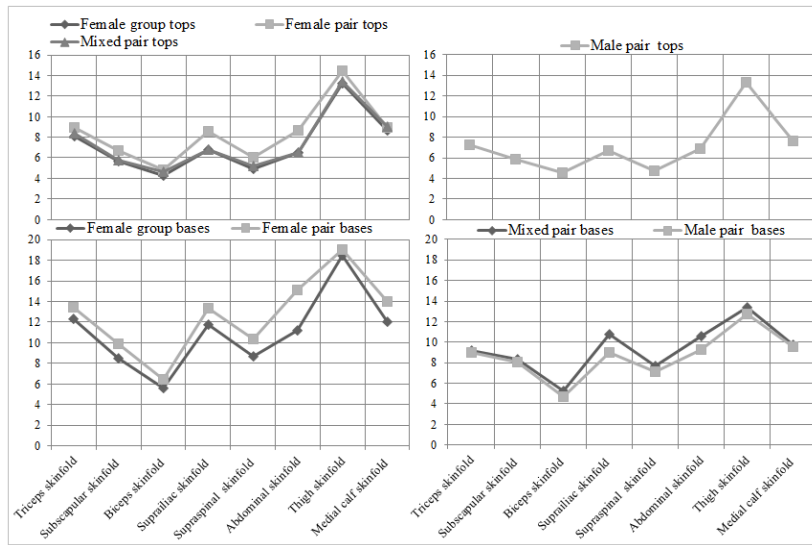 Female group tops
Female pair tops
Mixed pair tops
16
14
12
10
8
6
4
2
0
Male pair tops
16
14
12
10
8
6
4
2
0
Female group bases
Female pair bases
20
18
16
14
12
10
8
6
4
2
0
Mixed pair bases
Male pair bases
20
18
16
14
12
10
8
6
4
2
0
Triceps skinfold
Subscapular skinfold
Biceps skinfold
Suprailiac skinfold
Supraspinal skinfold
Abdominal skinfold
Thigh skinfold
Medial calf skinfold
Triceps skinfold
Subscapular skinfold
Biceps skinfold
Suprailiac skinfold
Supraspinal skinfold
Abdominal skinfold
Thigh skinfold
Medial calf skinfold